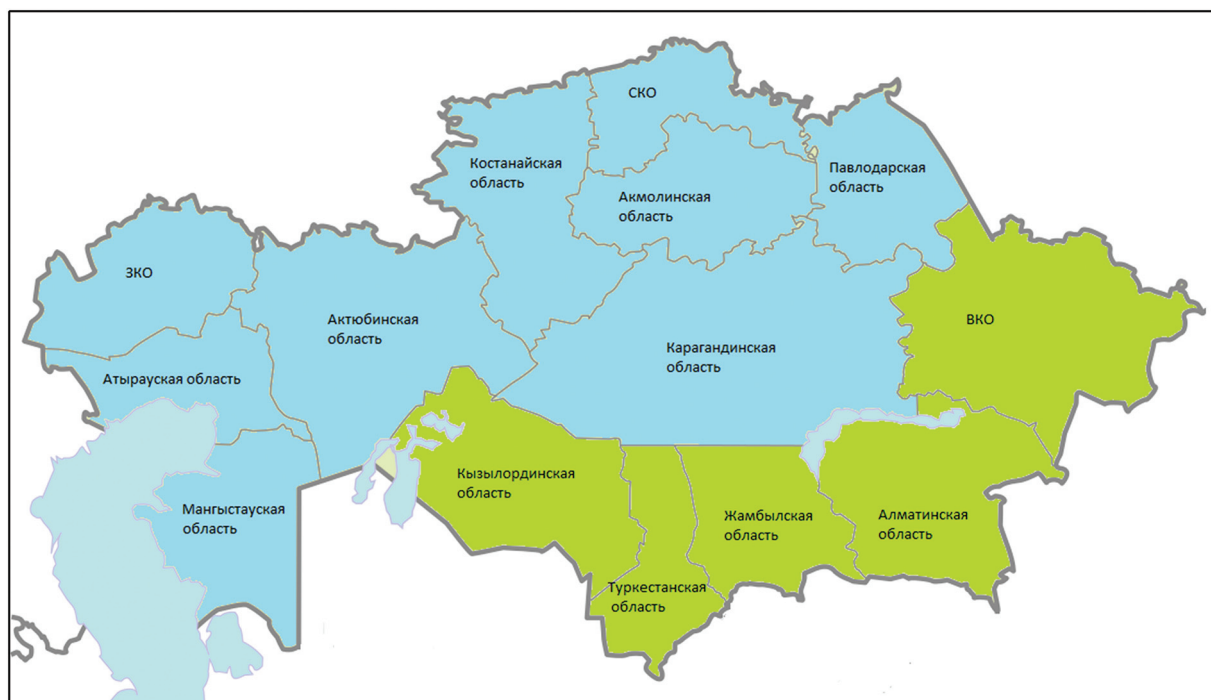 СКО
Костанайская
область
Павлодарская
область
Акмолинская
область
ЗКО
Актюбинская
область
ВКО
Карагандинская
область
Атырауская область
Кызылординская
область
Мангыстауская
область
Жамбылская
область
Алматинская
область
Туркестанская
область